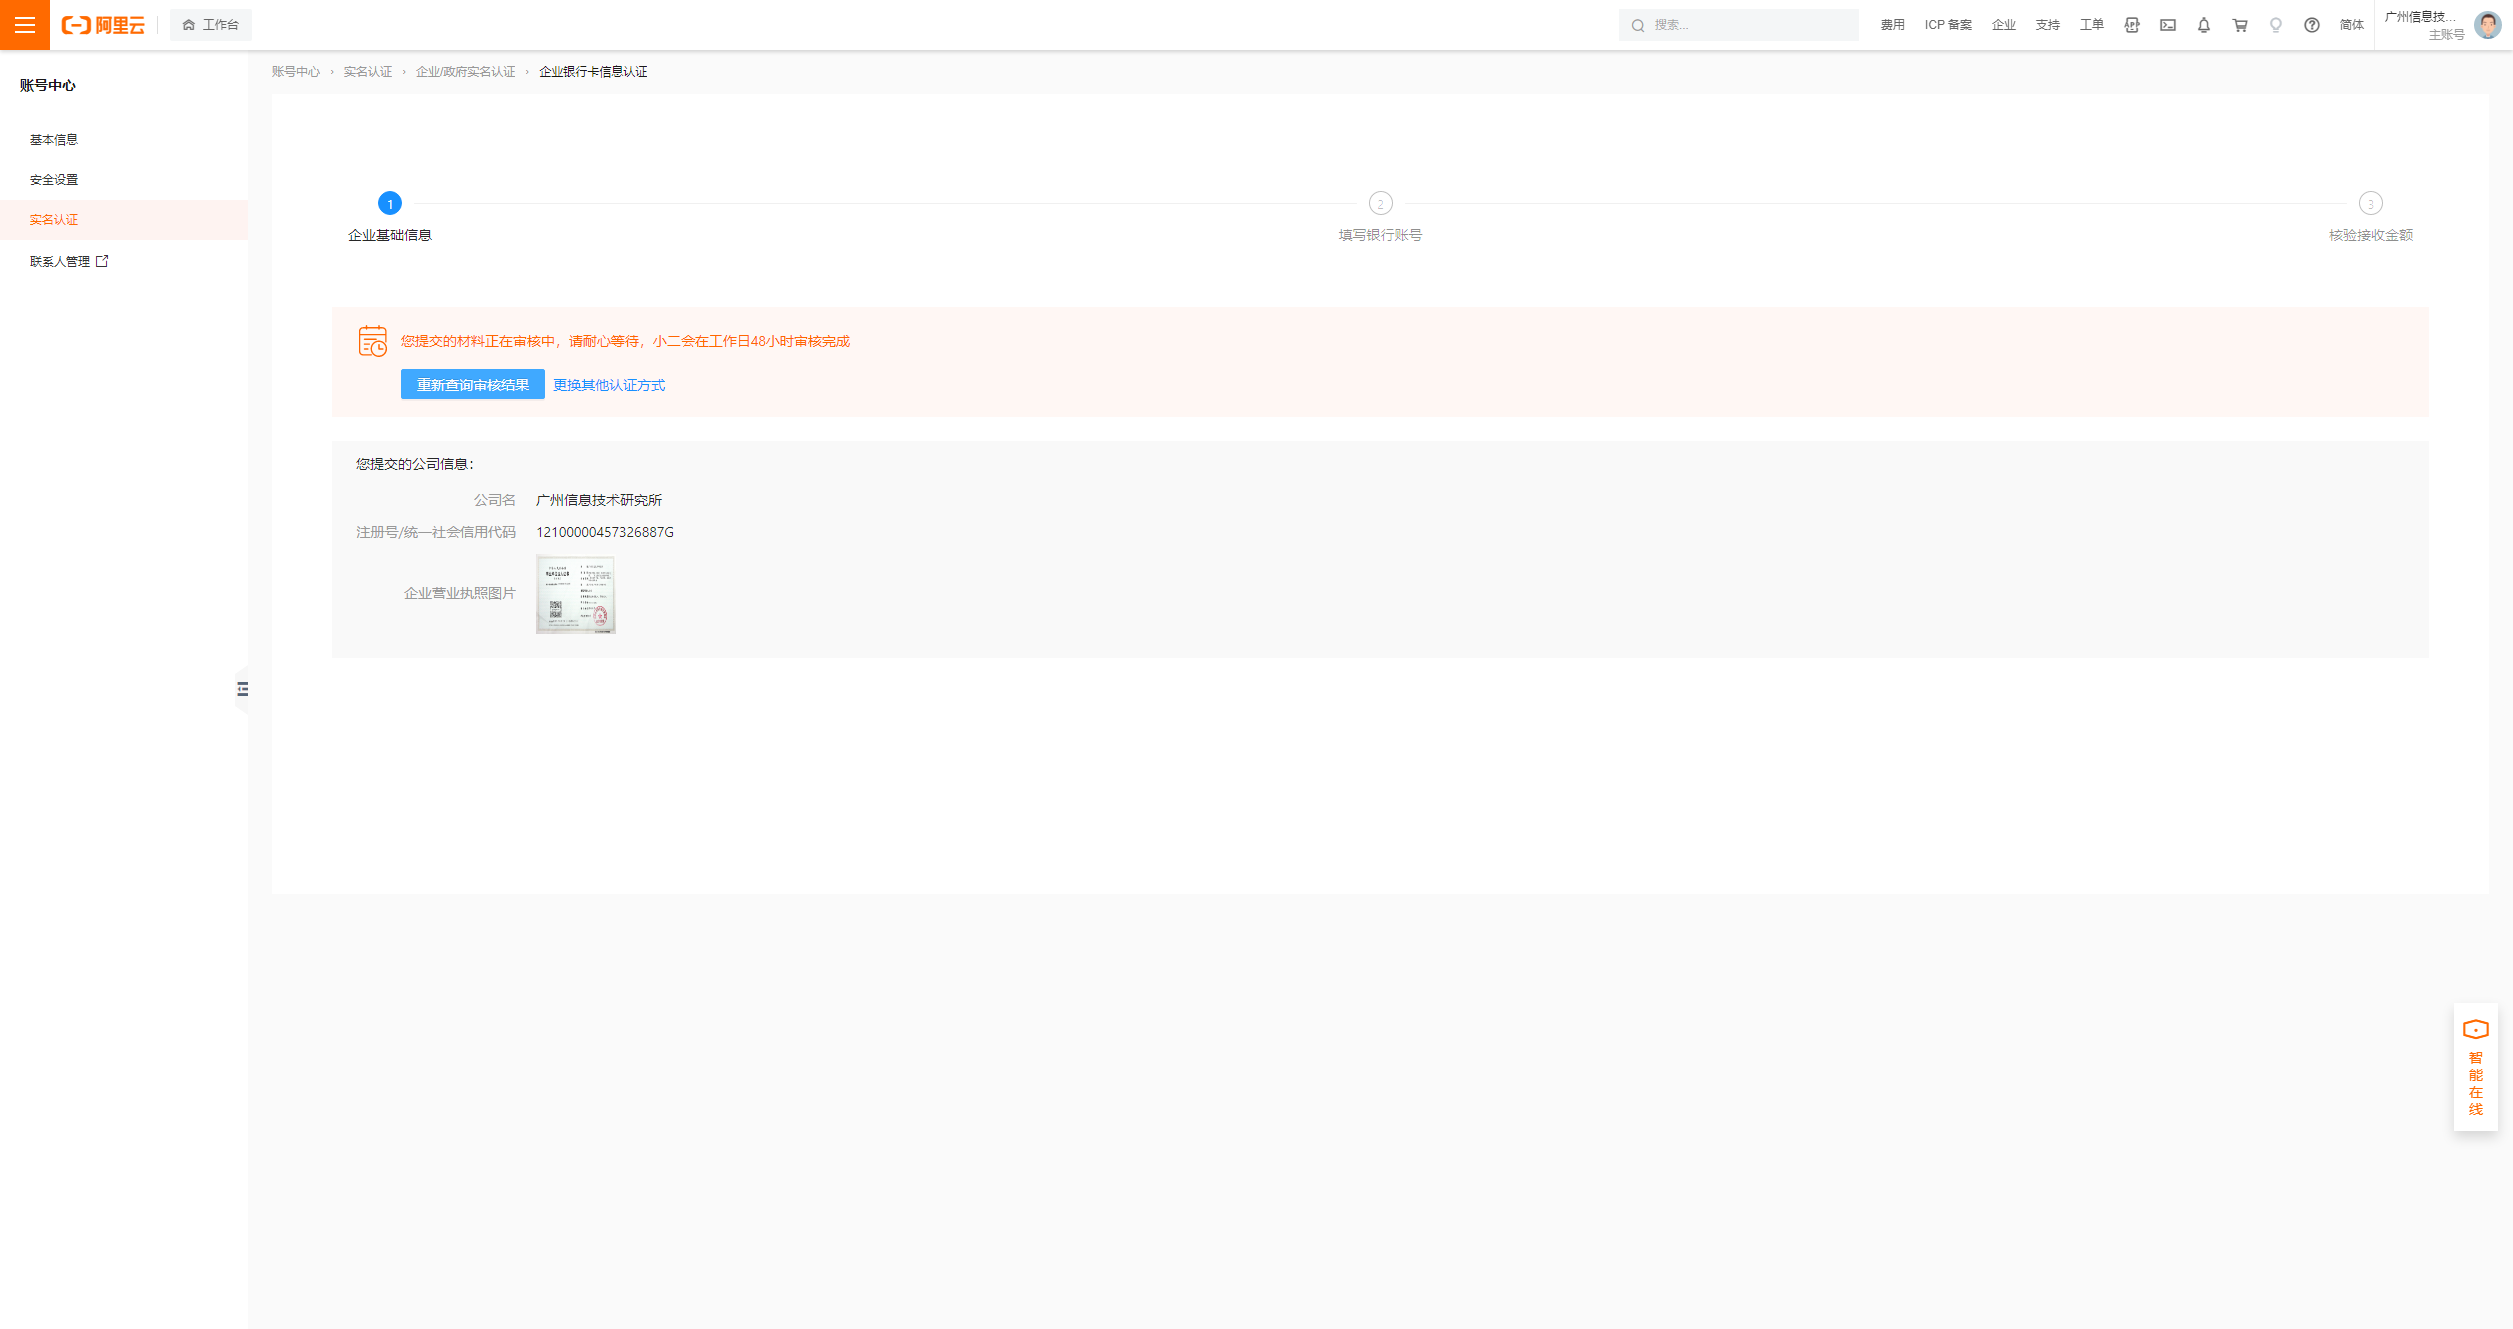 阿里云
工作台
搜索...
费用
ICP 备案
企业
支持
工单
简体
广州信息技...
主账号
账号中心
基本信息
安全设置
实名认证
联系人管理
账号中心 › 实名认证 › 企业/政府实名认证 › 企业银行卡信息认证
1
2
3
企业基础信息
填写银行账号
核验接收金额
您提交的材料正在审核中，请耐心等待，小二会在工作日48小时审核完成
重新查询审核结果 更换其他认证方式
您提交的公司信息：
公司名 广州信息技术研究所
注册号/统一社会信用代码 12100000457326887G
企业营业执照图片
智能在线